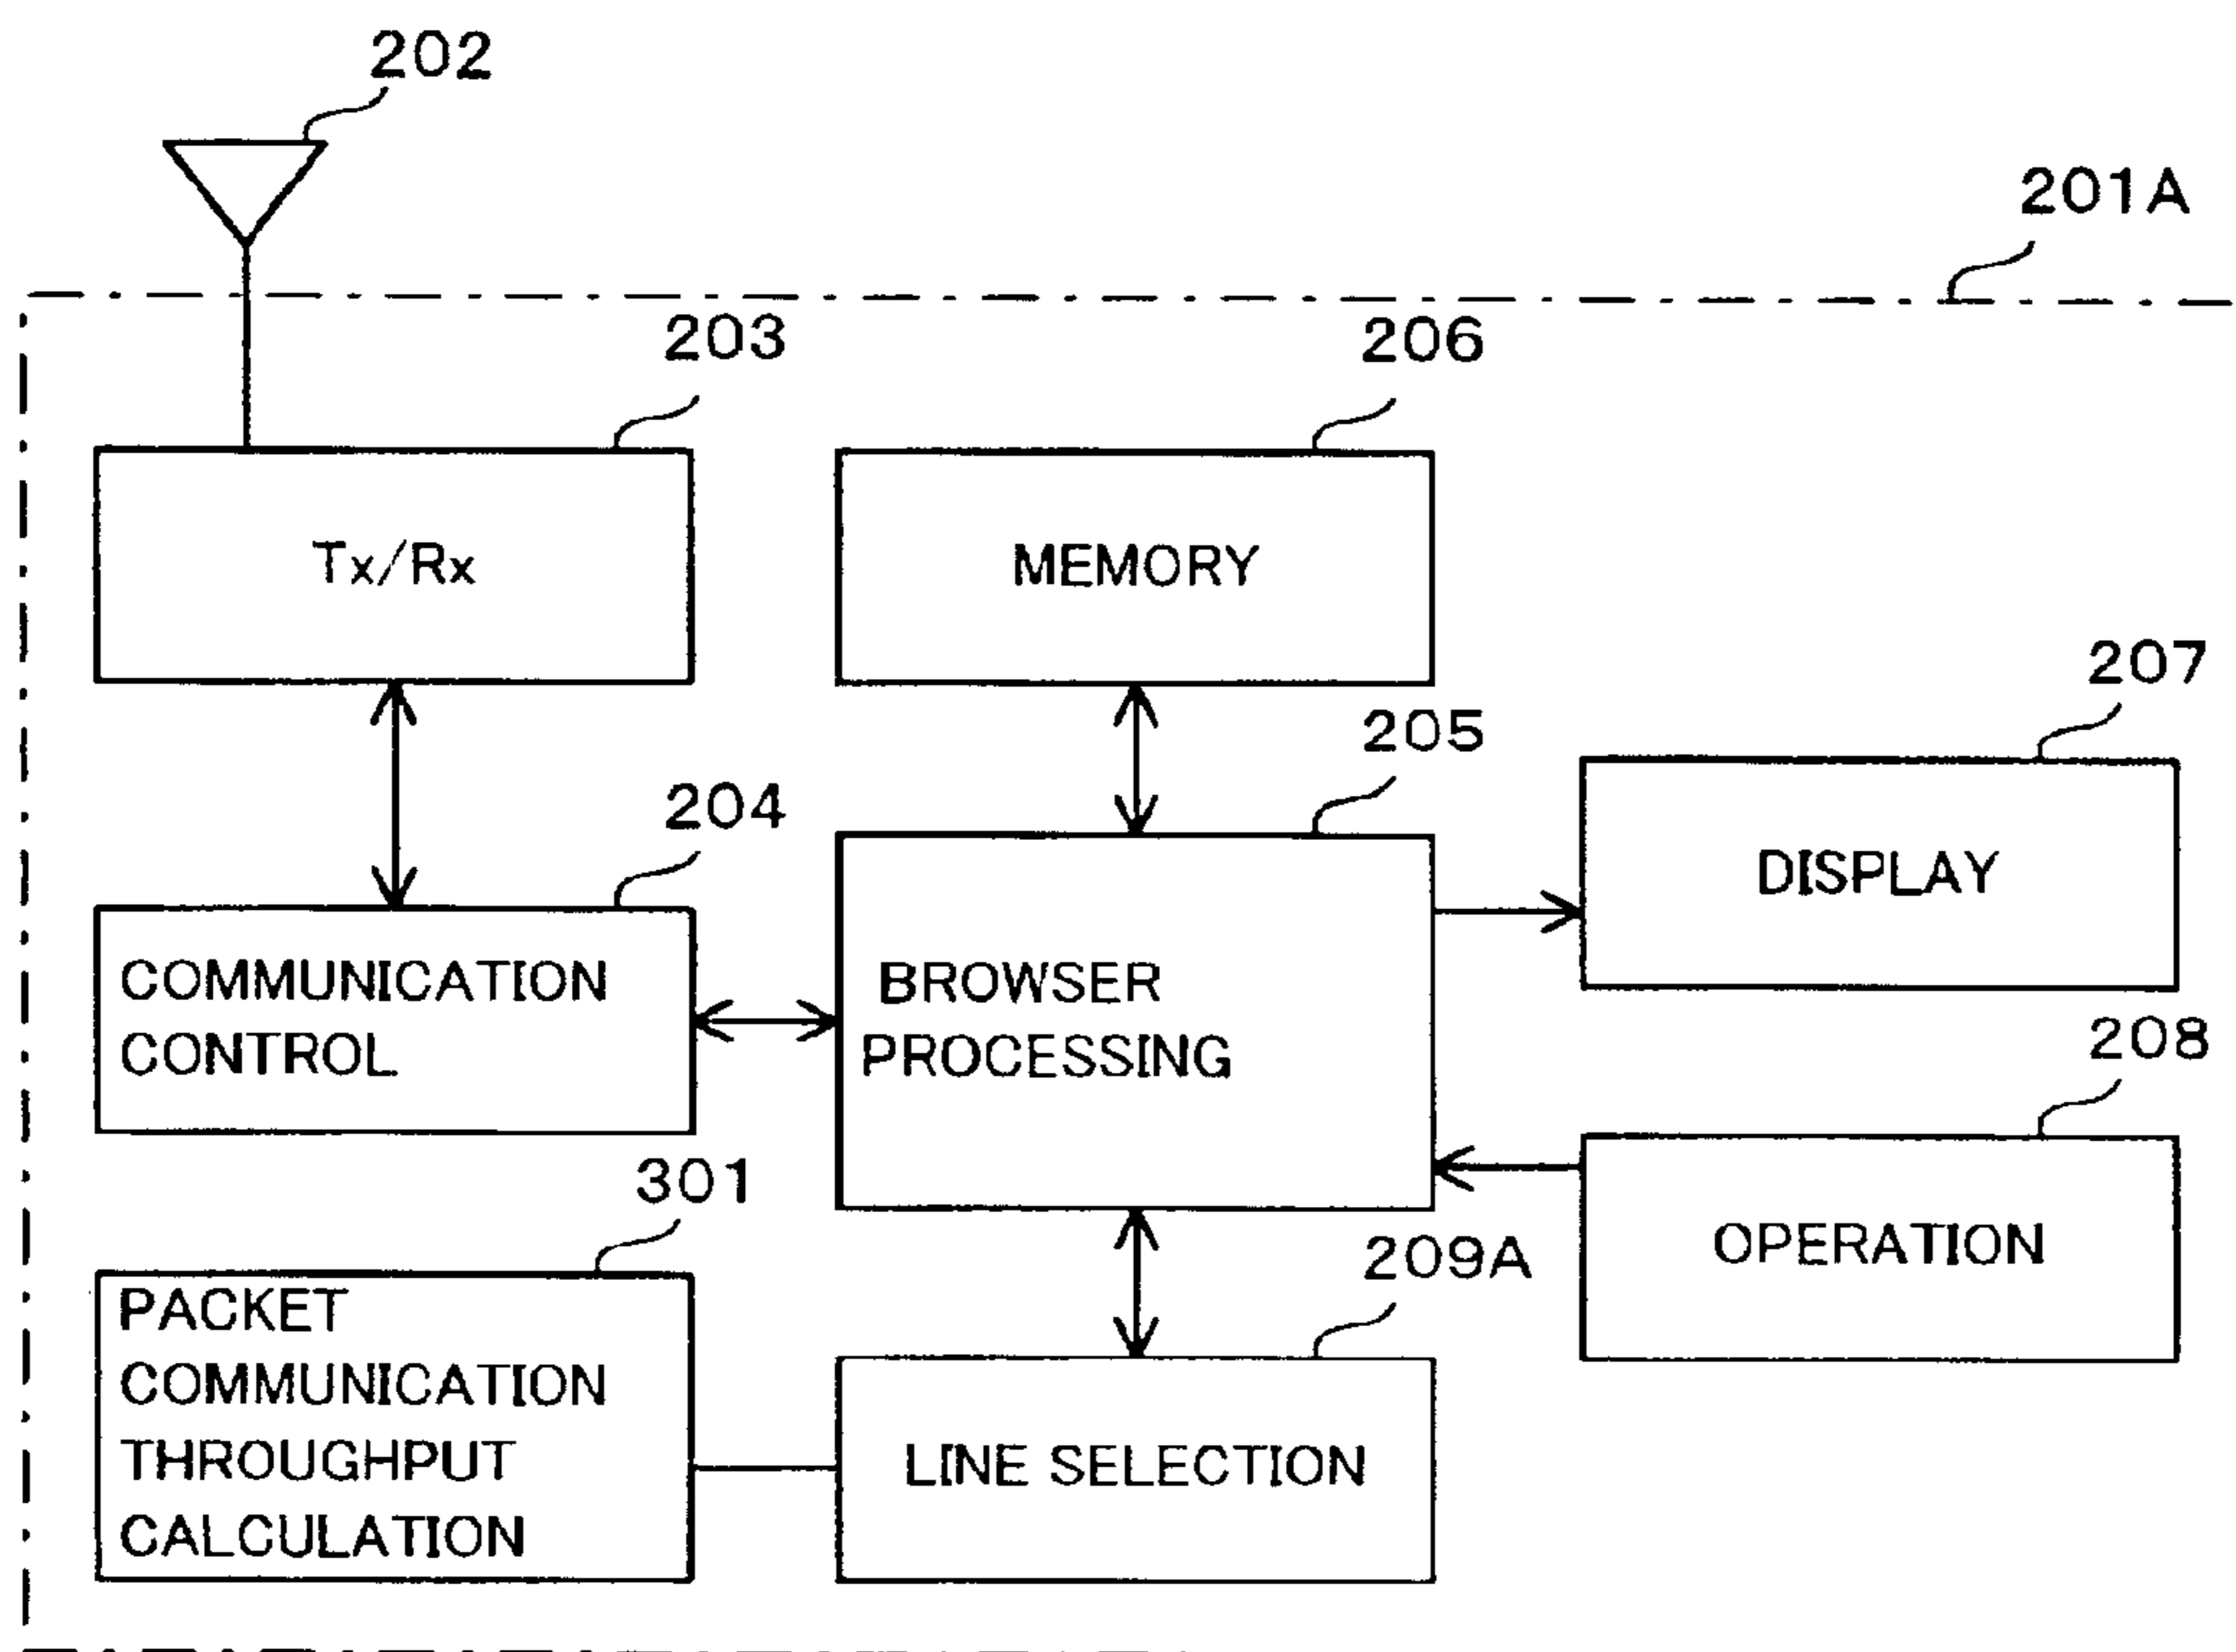 202
201A
203
206
Tx/Rx
MEMORY
207
205
204
DISPLAY
COMMUNICATION
CONTROL
BROWSER
PROCESSING
208
301
209A
OPERATION
PACKET
COMMUNICATION
THROUGHPUT
CALCULATION
LINE SELECTION